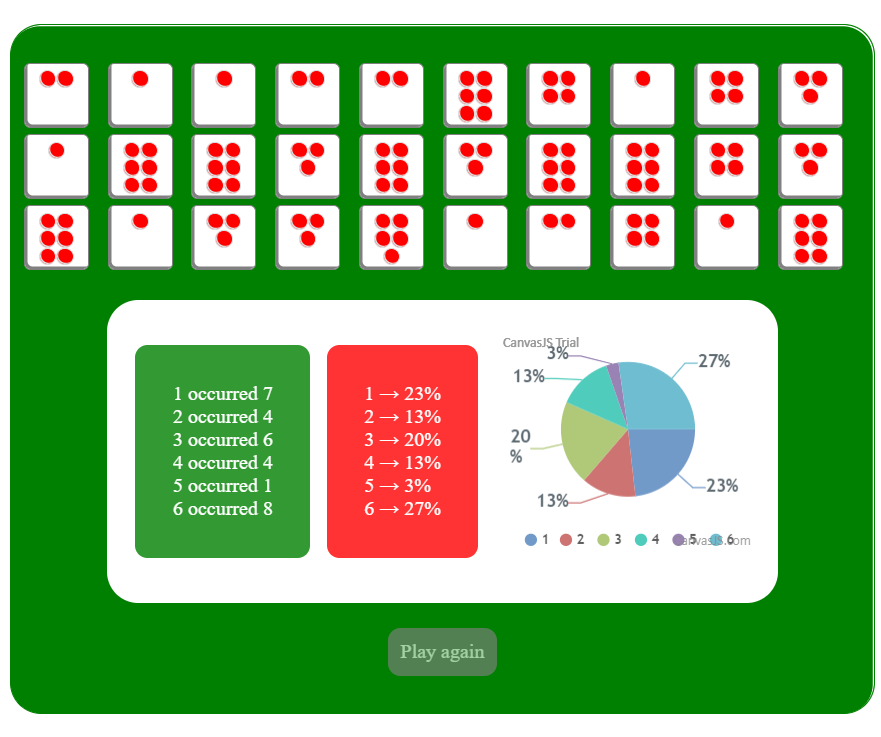 1 occurred 7
2 occurred 4
3 occurred 6
4 occurred 4
5 occurred 1
6 occurred 8
1 → 23%
2 → 13%
3 → 20%
4 → 13%
5 → 3%
6 → 27%
CanvasJS Trial
3%
27%
13%
20
%
13%
23%
1 2 3 4 5 6
CanvasJS.com
Play again